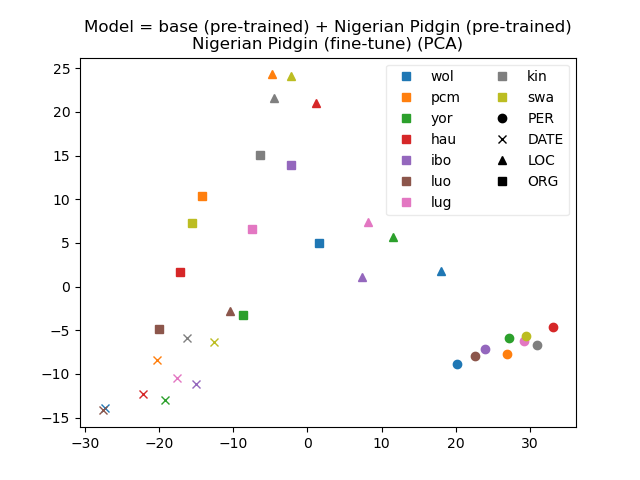 Model = base (pre-trained) + Nigerian Pidgin (pre-trained)
Nigerian Pidgin (fine-tune) (PCA)
25
20
15
10
5
0
−5
−10
−15
−30
−20
−10
0
10
20
30
wol
pcm
yor
hau
ibo
luo
lug
kin
swa
PER
DATE
LOC
ORG